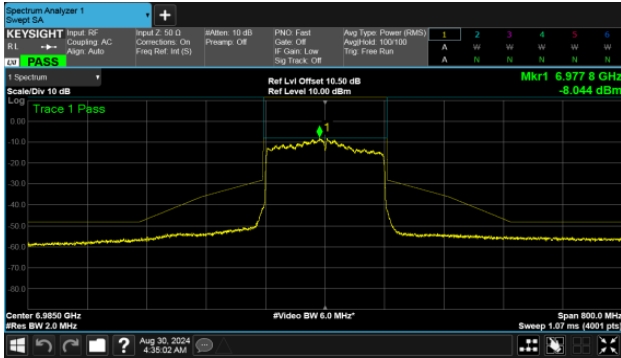 Spectrum Analyzer 1
Swept SA
+
KEYSIGHT Input: RF Input Z: 50 Ω #Atten: 10 dB PNO: Fast Avg Type: Power (RMS) 1 2 3 4 5 6
RL Coupling: AC Corrections: On Preamp: Off Gate: Off Avg|Hold: 100/100 A W W W W W
Align: Auto Freq Ref: Int (S) IF Gain: Low Trig: Free Run
LXI PASS Sig Track: Off A N N N N N
1 Spectrum Ref Lvl Offset 10.50 dB Mkr1 6.977 8 GHz
Scale/Div 10 dB Ref Level 10.00 dBm -8.044 dBm
Log Trace 1 Pass
0.00
1
-10.0
-20.0
-30.0
-40.0
-50.0
-60.0
-70.0
-80.0
Center 6.9850 GHz #Video BW 6.0 MHz* Span 800.0 MHz
#Res BW 2.0 MHz Sweep 1.07 ms (4001 pts)
? Aug 30, 2024
4:35:02 AM